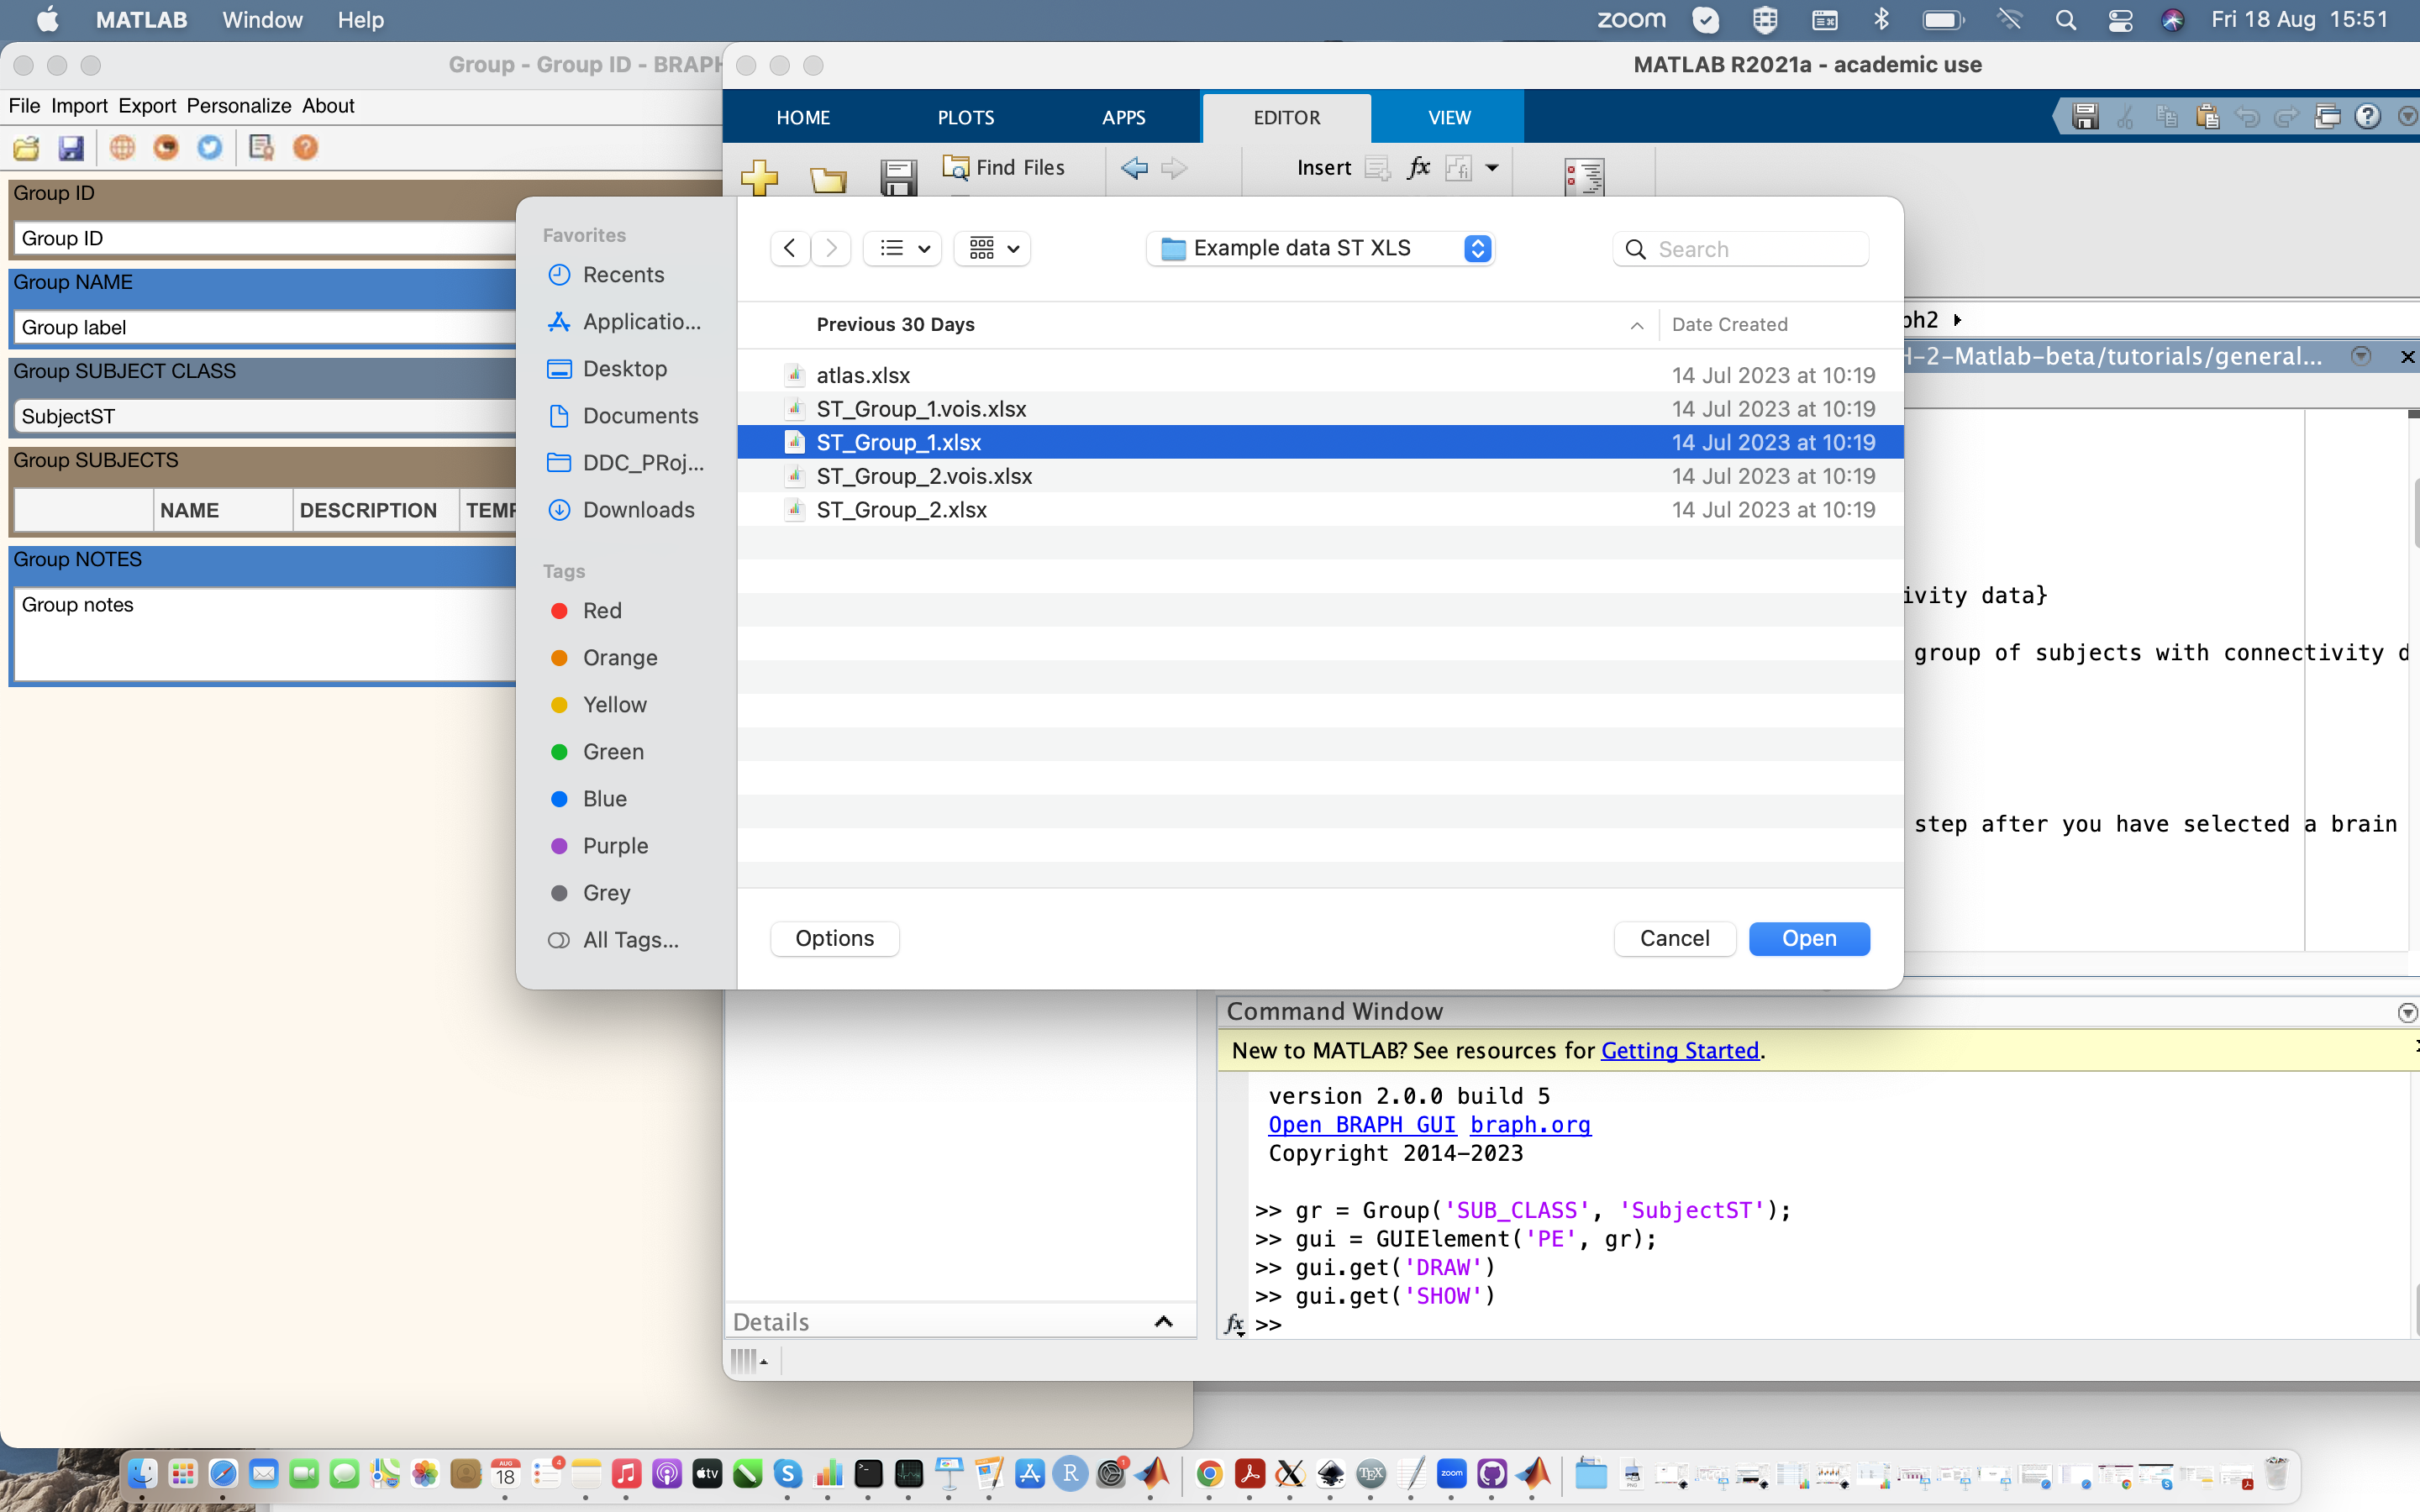 MATLAB Window Help
zoom
Fri 18 Aug 15:51
Group - Group ID - BRAPH
File Import Export Personalize About
Group ID
Group ID
Group NAME
Group label
Group SUBJECT CLASS
SubjectST
Group SUBJECTS
NAME DESCRIPTION TEMP
Group NOTES
Group notes
MATLAB R2021a - academic use
HOME PLOTS APPS EDITOR VIEW
Find Files
Insert fx
Favorites
Recents
Applicatio...
Desktop
Documents
DDC_PRoj...
Downloads
Tags
Red
Orange
Yellow
Green
Blue
Purple
Grey
All Tags...
Example data ST XLS
Search
Previous 30 Days Date Created
atlas.xlsx 14 Jul 2023 at 10:19
ST_Group_1.vois.xlsx 14 Jul 2023 at 10:19
ST_Group_1.xlsx 14 Jul 2023 at 10:19
ST_Group_2.vois.xlsx 14 Jul 2023 at 10:19
ST_Group_2.xlsx 14 Jul 2023 at 10:19
Options Cancel Open
ph2
H-2-Matlab-beta/tutorials/general...
ivity data}
group of subjects with connectivity d
step after you have selected a brain
Command Window
New to MATLAB? See resources for Getting Started.
version 2.0.0 build 5
Open BRAPH GUI braph.org
Copyright 2014-2023
>> gr = Group('SUB_CLASS', 'SubjectST');
>> gui = GUIElement('PE', gr);
>> gui.get('DRAW')
>> gui.get('SHOW')
fx >>
Details
AUG
18
4
tv
1
TEX
zoom